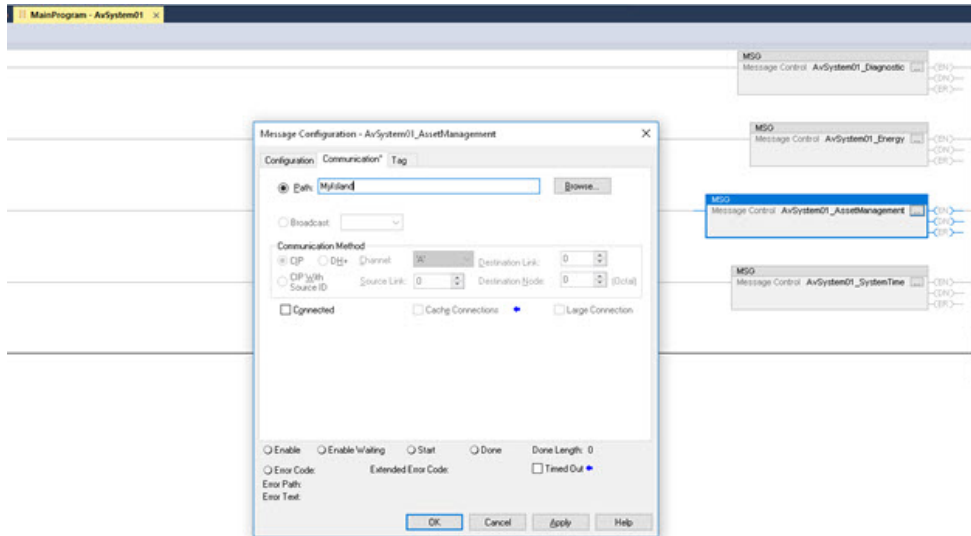 MainProgram - AvSystem01 ×
MSG
Message Control AvSystem01_Diagnostic ...
EN
DN
ER
MSG
Message Control AvSystem01_Energy ...
EN
DN
ER
MSG
Message Control AvSystem01_AssetManagement ...
EN
DN
ER
MSG
Message Control AvSystem01_SystemTime ...
EN
DN
ER
Message Configuration - AvSystem01_AssetManagement
Configuration Communication* Tag
Path: MyIsland
Browse...
Broadcast:
Communication Method
CIP DH+ Channel: 'A' Destination Link: 0
CIP With
Source ID Source Link: 0 Destination Node: 0 (Octal)
Connected Cache Connections Large Connection
Enable Enable Waiting Start Done Done Length: 0
Error Code: Extended Error Code: Timed Out
Error Path:
Error Text:
OK Cancel Apply Help